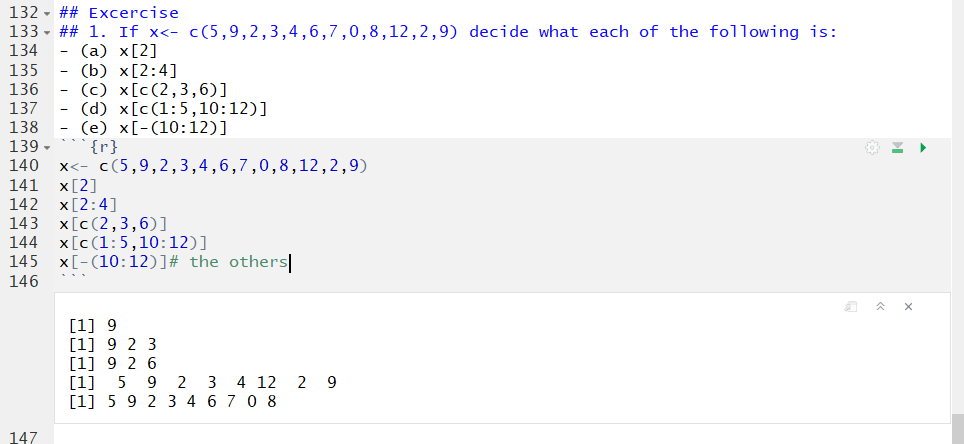 132 ## Excercise
133 ## 1. If x<- c(5,9,2,3,4,6,7,0,8,12,2,9) decide what each of the following is:
134 - (a) x[2]
135 - (b) x[2:4]
136 - (c) x[c(2,3,6)]
137 - (d) x[c(1:5,10:12)]
138 - (e) x[-(10:12)]
139 ```{r}
140 x<- c(5,9,2,3,4,6,7,0,8,12,2,9)
141 x[2]
142 x[2:4]
143 x[c(2,3,6)]
144 x[c(1:5,10:12)]
145 x[-(10:12)]# the others
146 ```
[1] 9
[1] 9 2 3
[1] 9 2 6
[1]  5  9  2  3  4 12  2  9
[1] 5 9 2 3 4 6 7 0 8
147